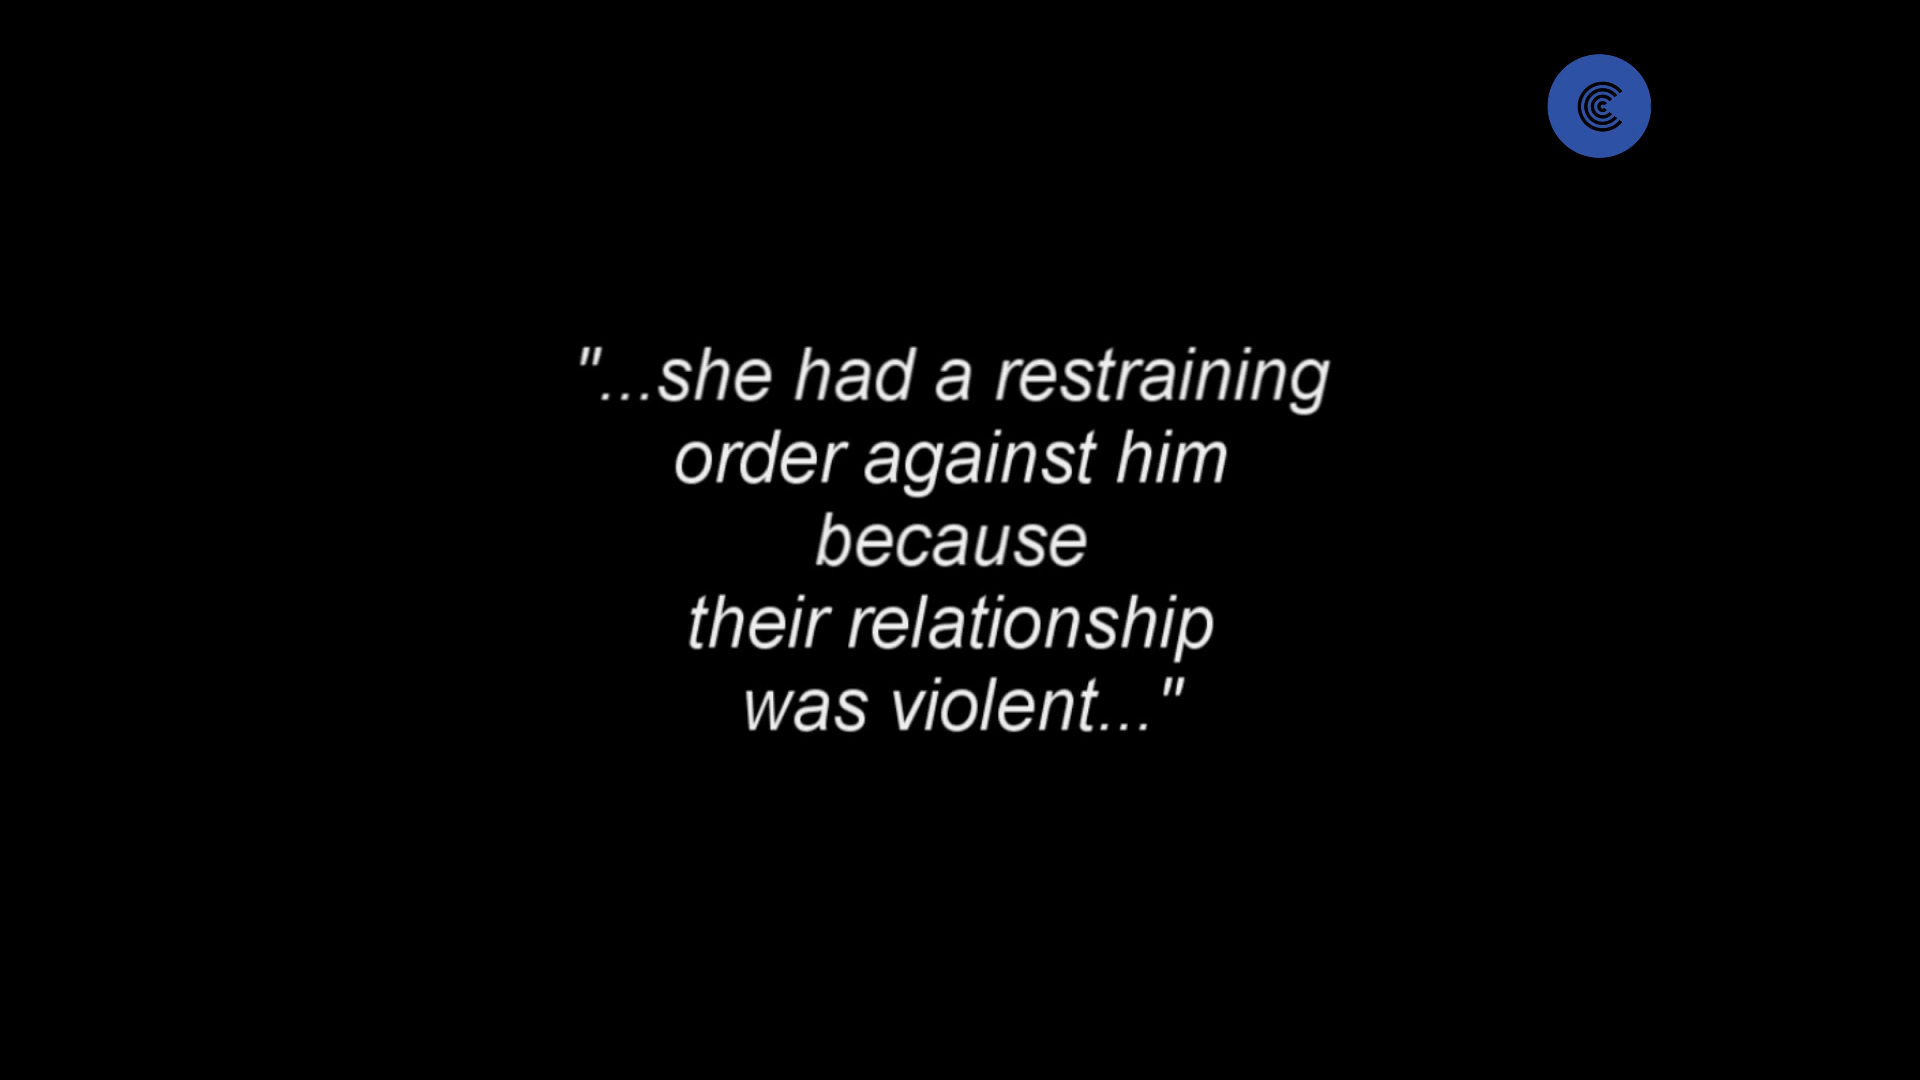 "...she had a restraining
order against him
because
their relationship
was violent..."